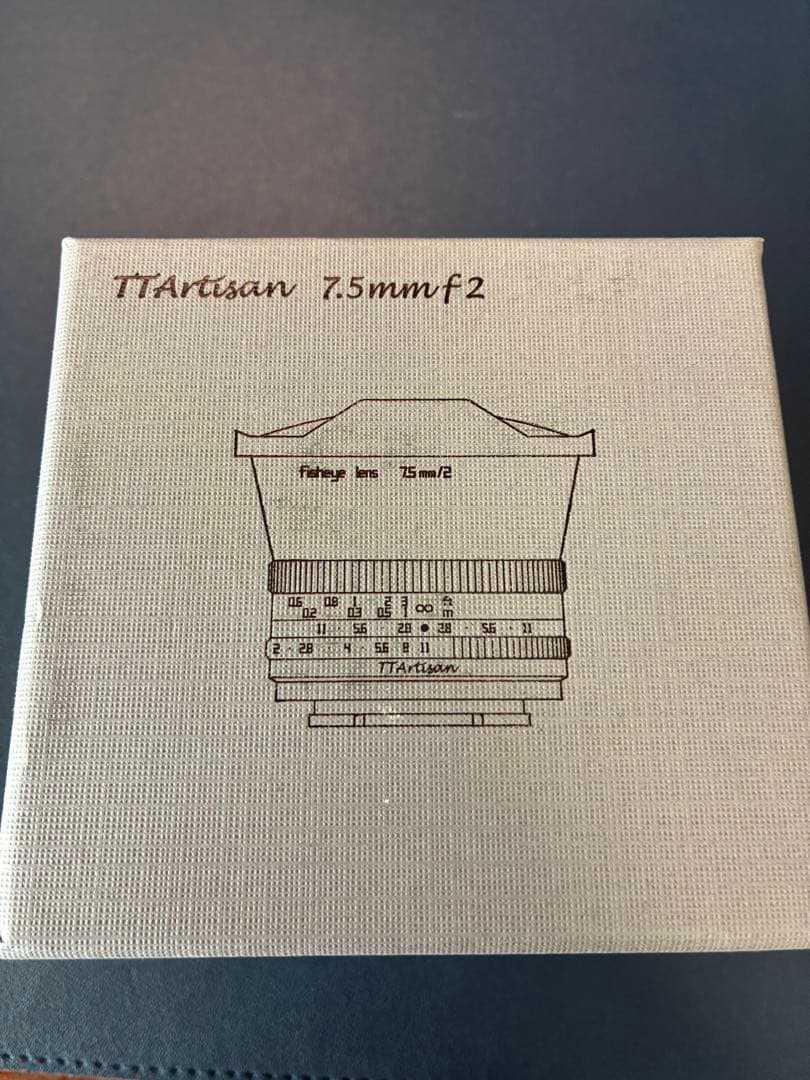 TTArtisan 7.5mm f2
fisheye lens 7.5mm/2
0.6 0.8 1 2 3 ∞ ft
0.2 0.3 0.5 1 m
11 5.6 2.8 • 2.8 · 5.6 · 11
2 · 2.8 · 4 · 5.6 8 11
TTArtisan